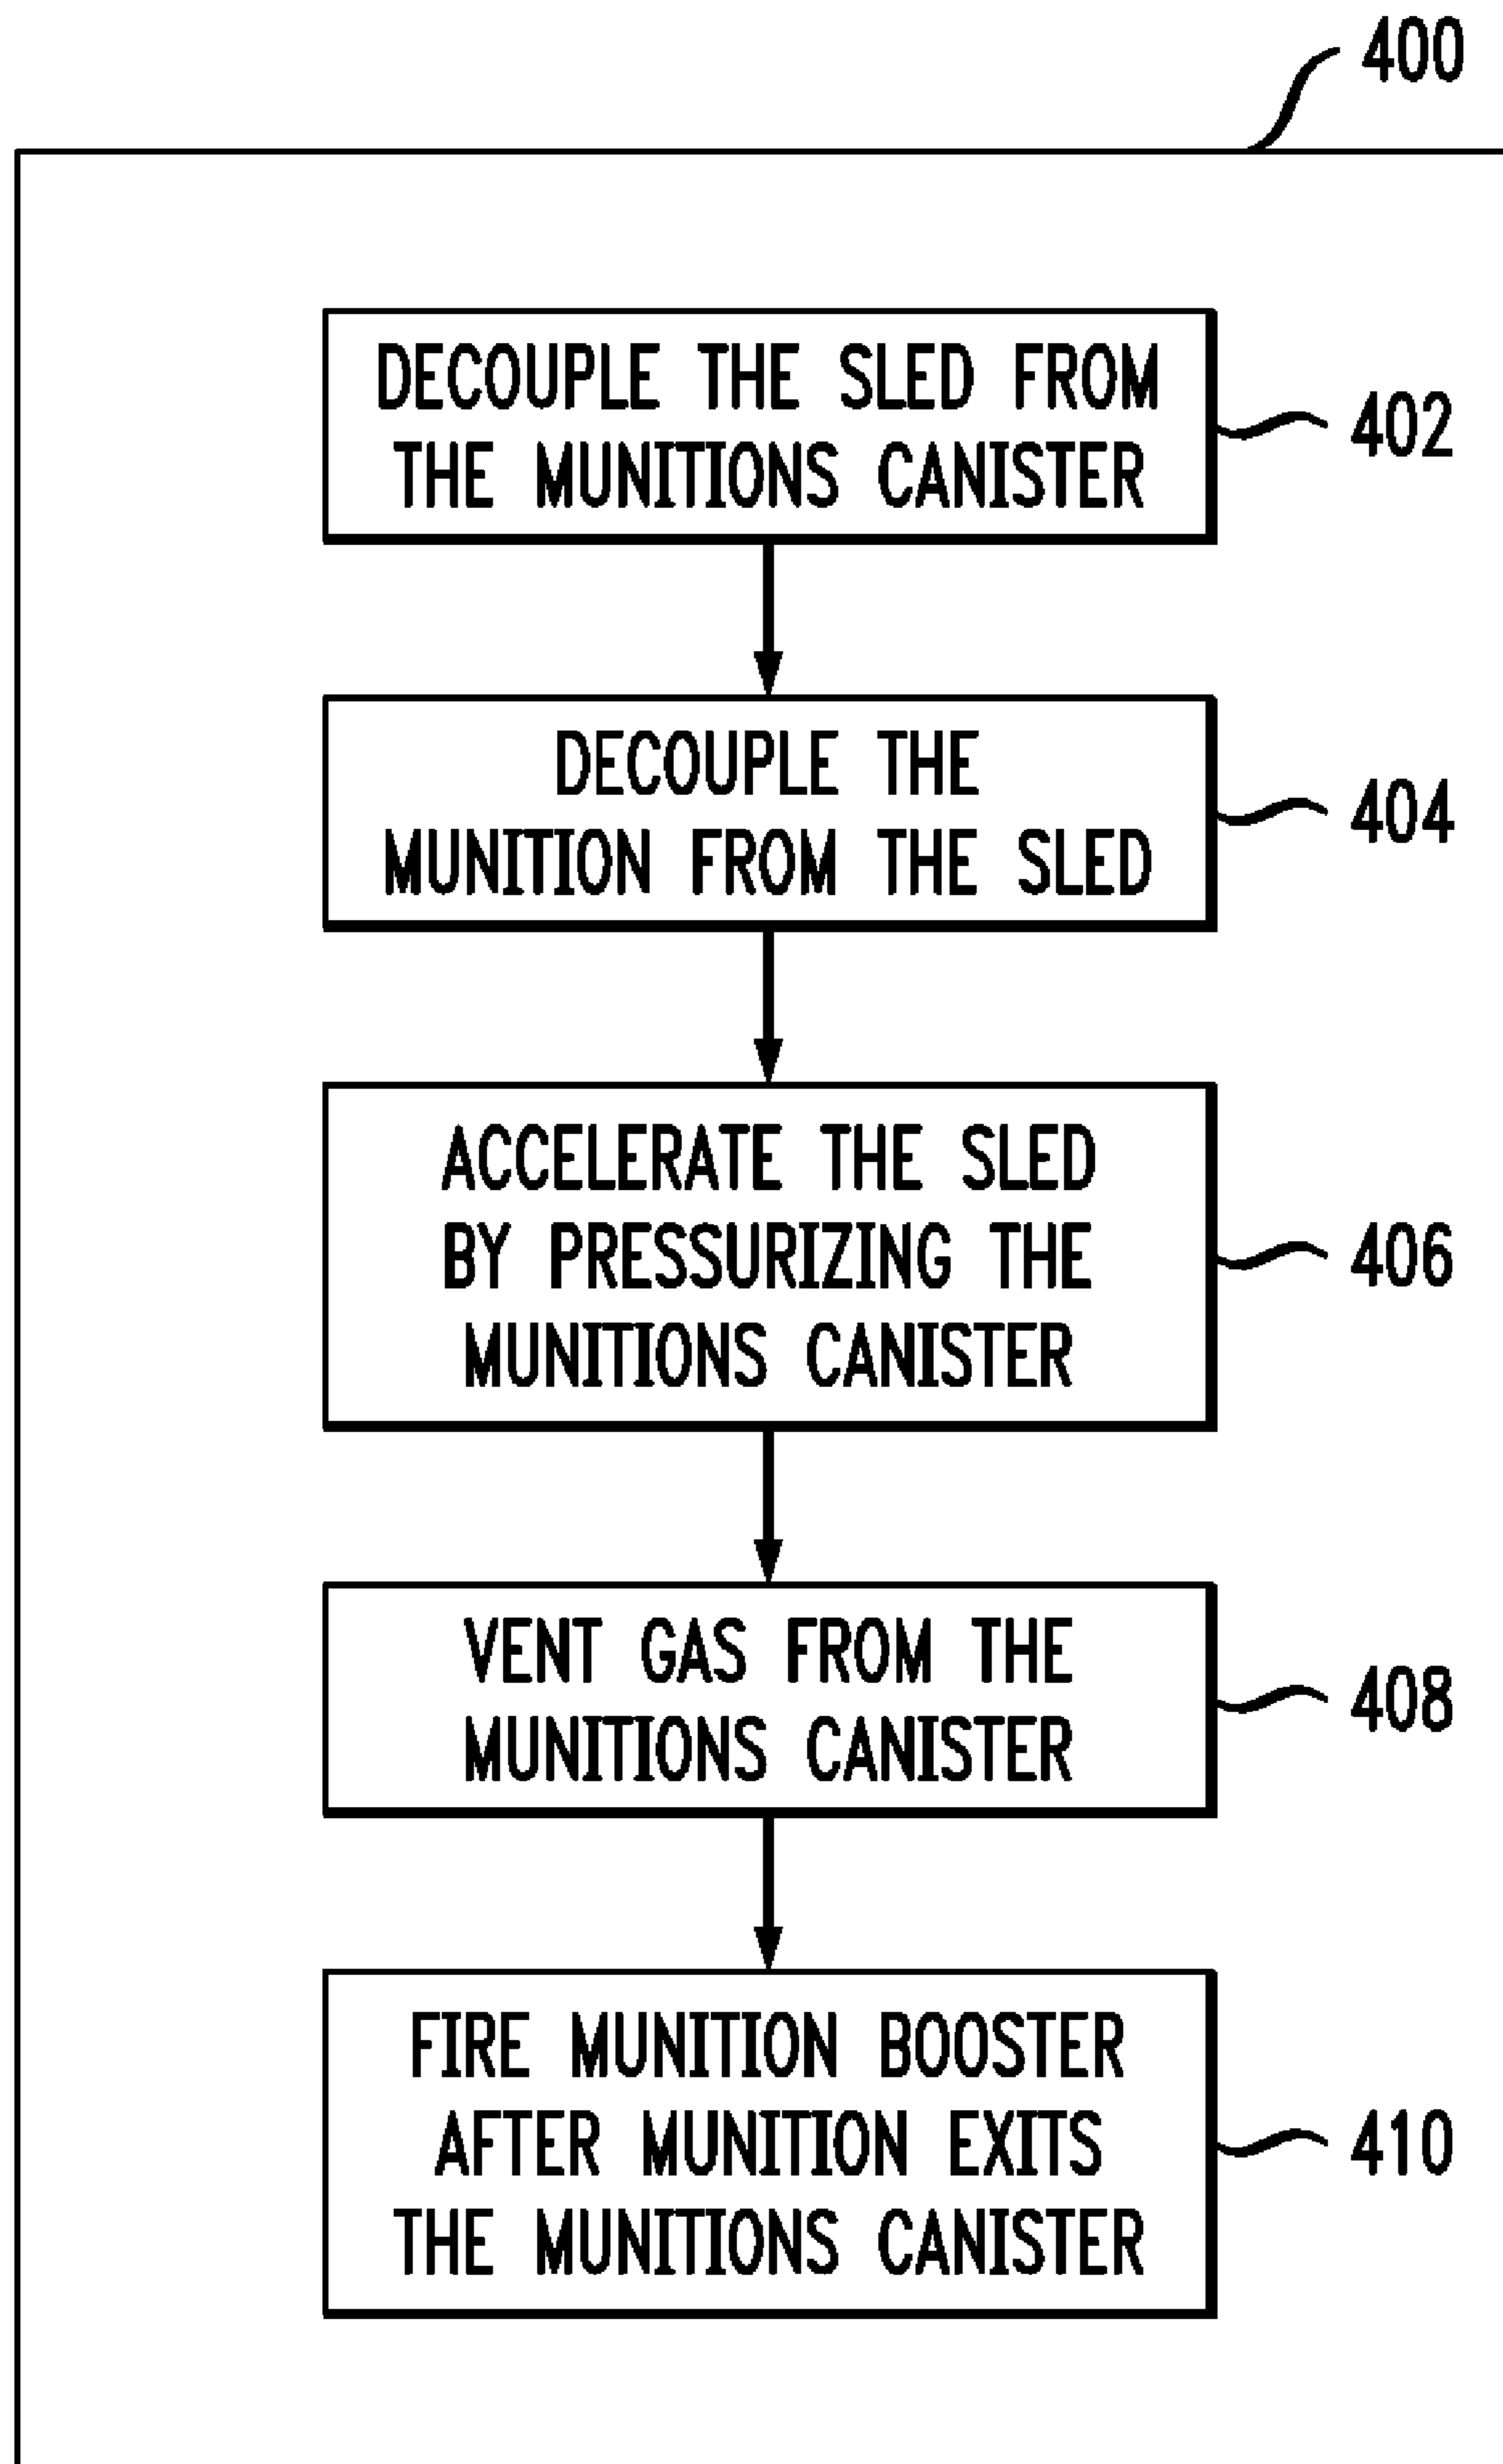 400
DECOUPLE THE SLED FROM
THE MUNITIONS CANISTER
402
DECOUPLE THE
MUNITION FROM THE SLED
404
ACCELERATE THE SLED
BY PRESSURIZING THE
MUNITIONS CANISTER
406
VENT GAS FROM THE
MUNITIONS CANISTER
408
FIRE MUNITION BOOSTER
AFTER MUNITION EXITS
THE MUNITIONS CANISTER
410